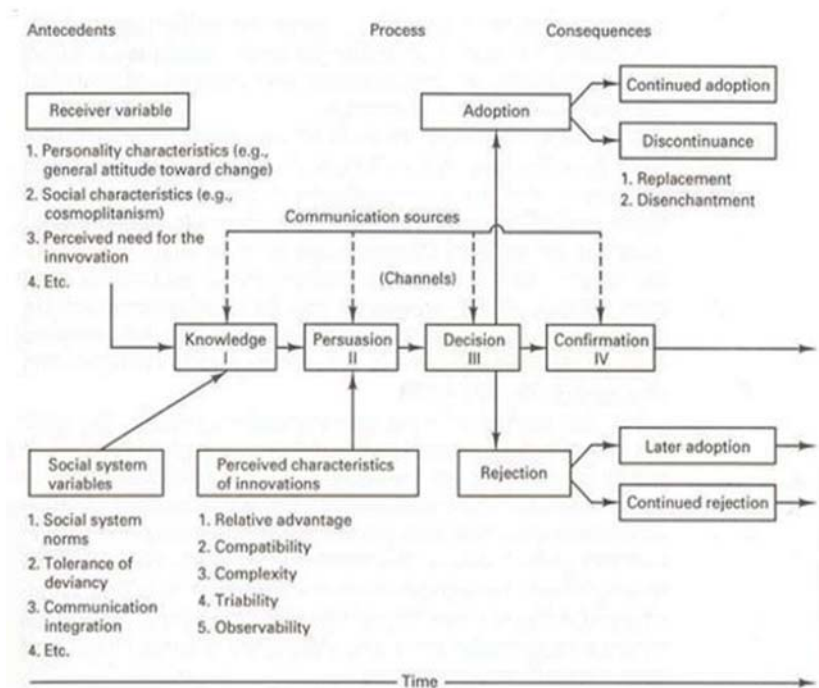 Antecedents
Process
Consequences
Receiver variable
1. Personality characteristics (e.g.,
general attitude toward change)
2. Social characteristics (e.g.,
cosmoplitanism)
3. Perceived need for the
innvovation
4. Etc.
Adoption
Continued adoption
Discontinuance
1. Replacement
2. Disenchantment
Communication sources
(Channels)
Knowledge
I
Persuasion
II
Decision
III
Confirmation
IV
Social system
variables
1. Social system
norms
2. Tolerance of
deviancy
3. Communication
integration
4. Etc.
Perceived characteristics
of innovations
1. Relative advantage
2. Compatibility
3. Complexity
4. Triability
5. Observability
Rejection
Later adoption
Continued rejection
Time